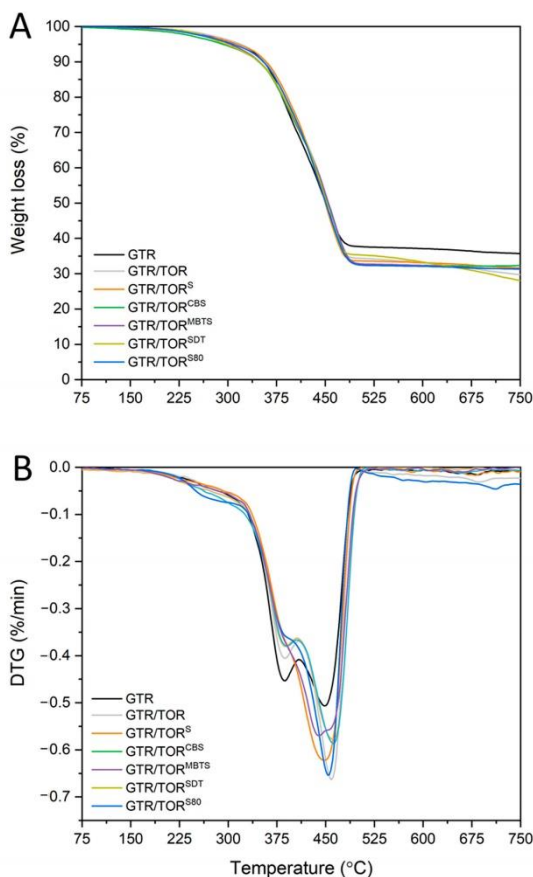 A
100
90
80
70
60
50
40
30
20
10
0
Weight loss (%)
GTR
GTR/TOR
GTR/TOR^S
GTR/TOR^CBS
GTR/TOR^MBTS
GTR/TOR^SDT
GTR/TOR^S80
75 150 225 300 375 450 525 600 675 750
B
0.0
−0.1
−0.2
−0.3
−0.4
−0.5
−0.6
−0.7
DTG (%/min)
GTR
GTR/TOR
GTR/TOR^S
GTR/TOR^CBS
GTR/TOR^MBTS
GTR/TOR^SDT
GTR/TOR^S80
75 150 225 300 375 450 525 600 675 750
Temperature (°C)